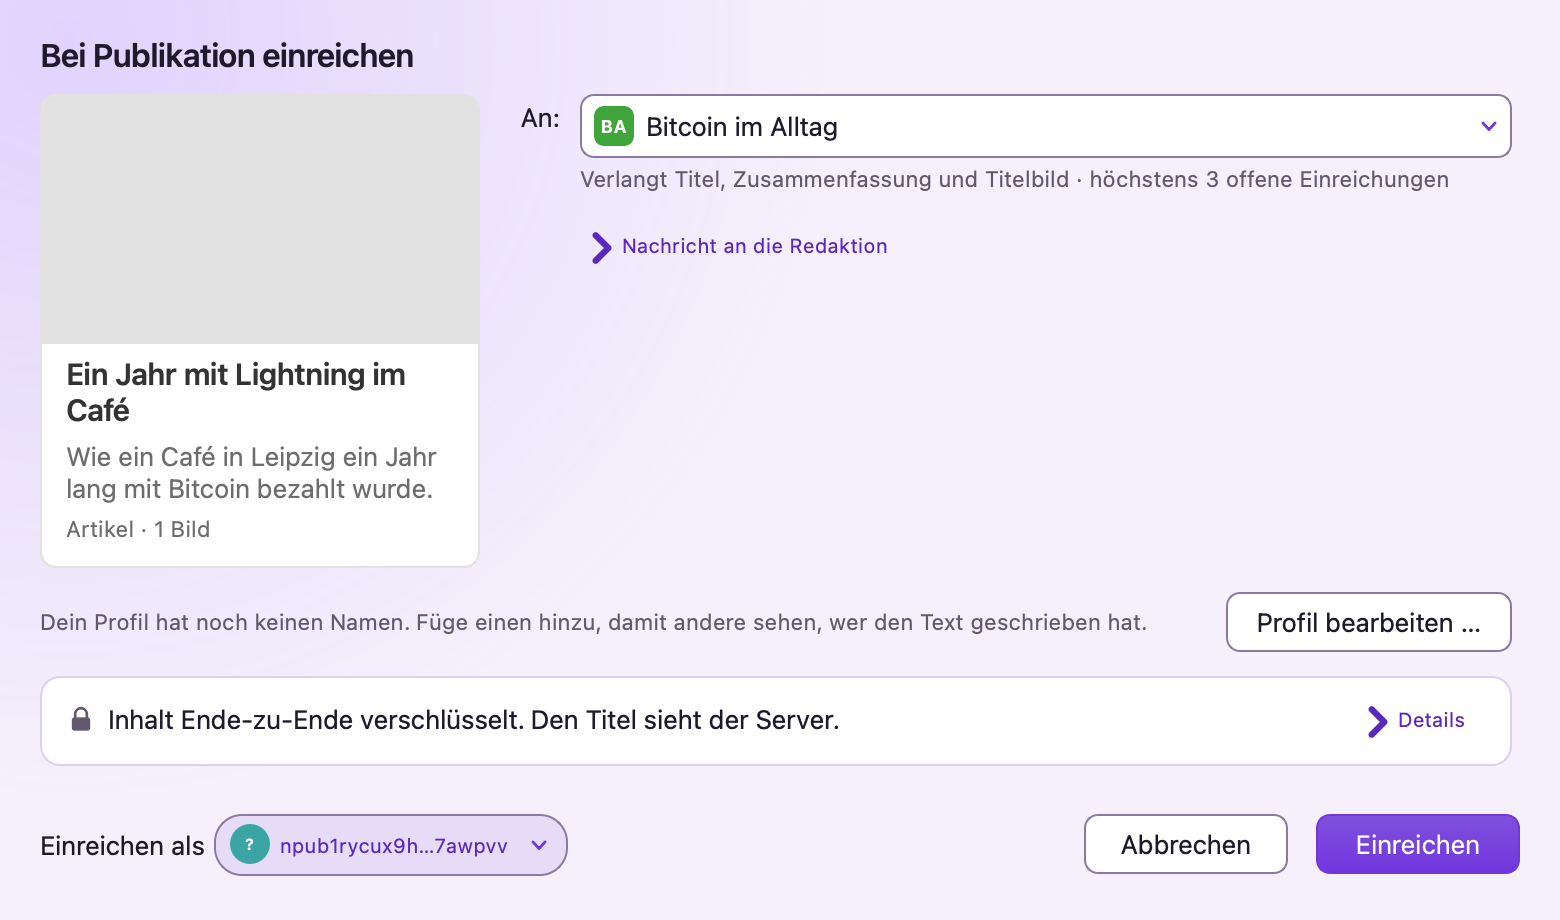 Bei Publikation einreichen
An:
BA
Bitcoin im Alltag
Verlangt Titel, Zusammenfassung und Titelbild · höchstens 3 offene Einreichungen
Nachricht an die Redaktion
Ein Jahr mit Lightning im
Café
Wie ein Café in Leipzig ein Jahr
lang mit Bitcoin bezahlt wurde.
Artikel · 1 Bild
Dein Profil hat noch keinen Namen. Füge einen hinzu, damit andere sehen, wer den Text geschrieben hat.
Profil bearbeiten ...
Inhalt Ende-zu-Ende verschlüsselt. Den Titel sieht der Server.
Details
Einreichen als
?
npub1rycux9h...7awpvv
Abbrechen
Einreichen